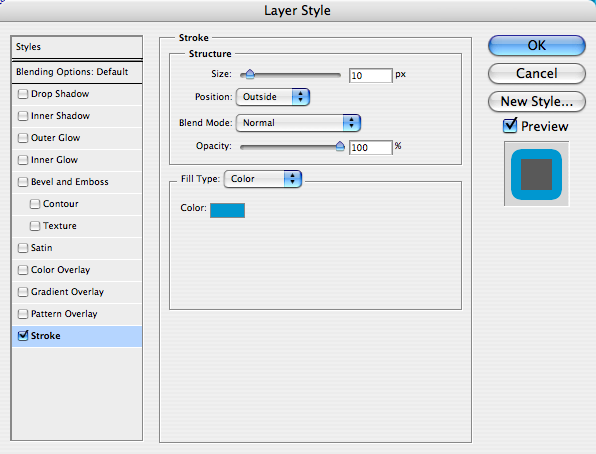 Layer Style
Styles
Blending Options: Default
Drop Shadow
Inner Shadow
Outer Glow
Inner Glow
Bevel and Emboss
Contour
Texture
Satin
Color Overlay
Gradient Overlay
Pattern Overlay
Stroke
Stroke
Structure
Size: 10 px
Position: Outside
Blend Mode: Normal
Opacity: 100 %
Fill Type: Color
Color:
OK
Cancel
New Style...
Preview